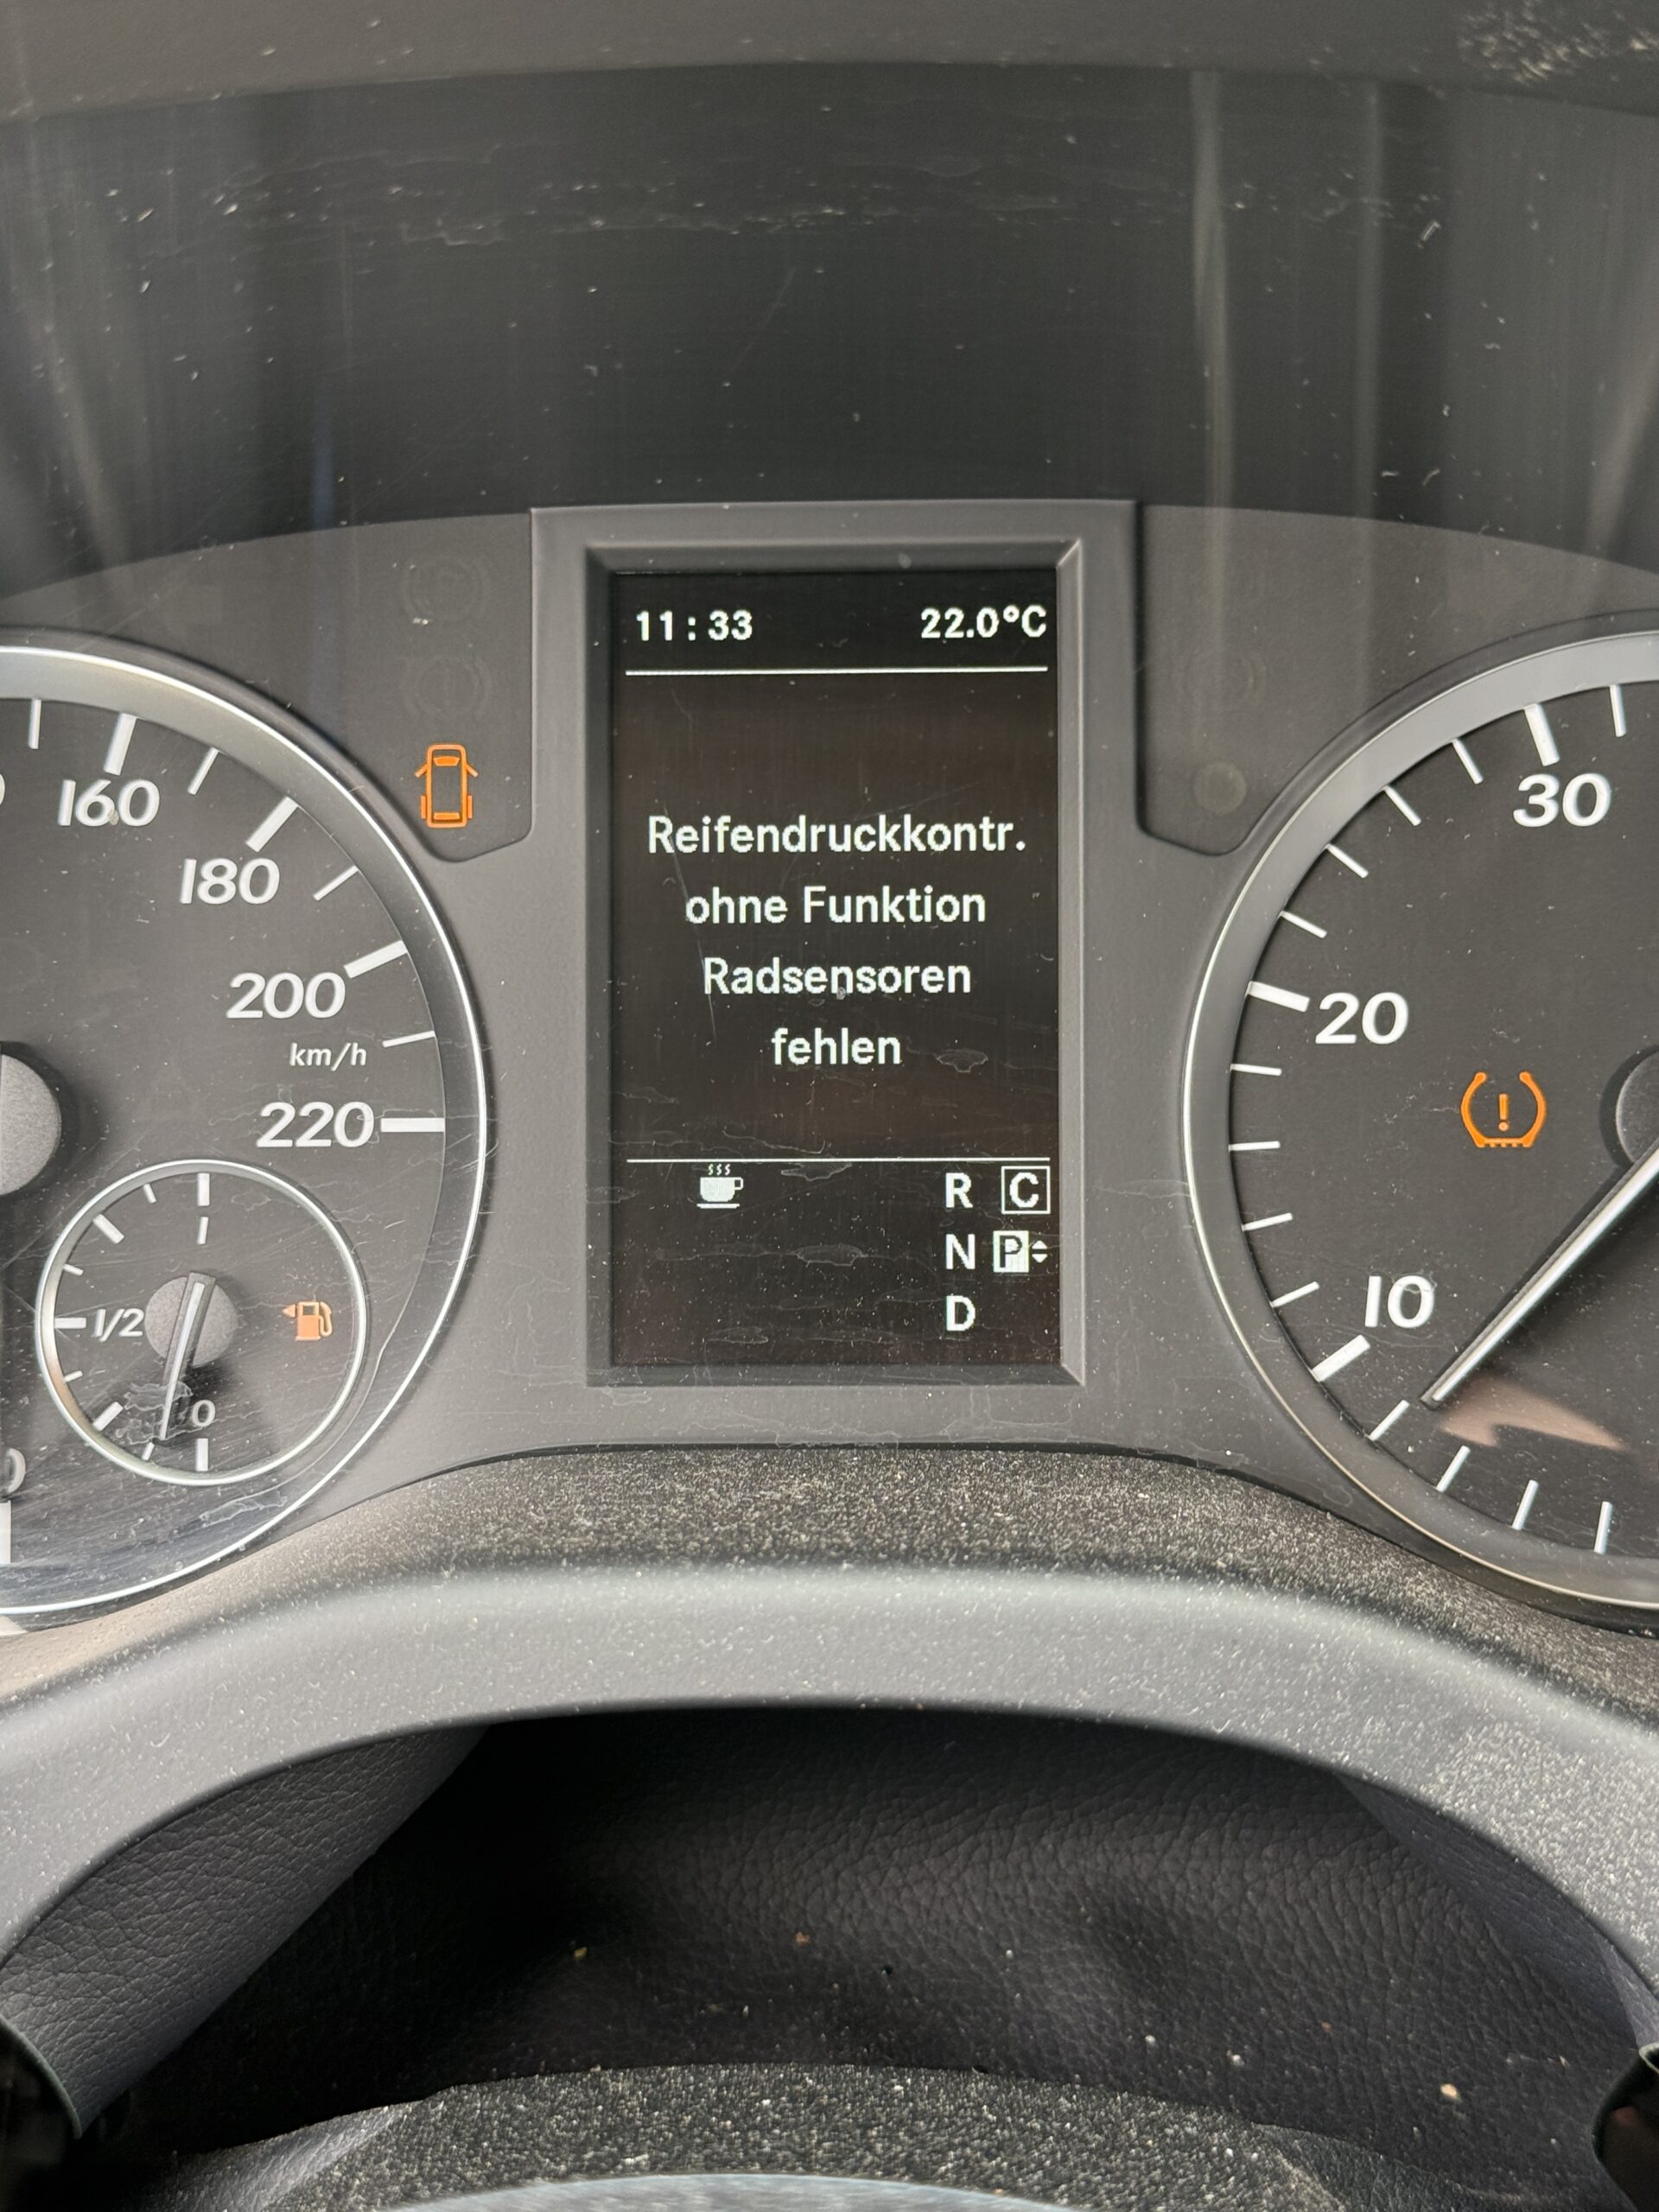 11:33 22.0°C
Reifendruckkontr.
ohne Funktion
Radsensoren
fehlen
R C
N P
D
160
180
200
km/h
220
1/2
0
30
20
10